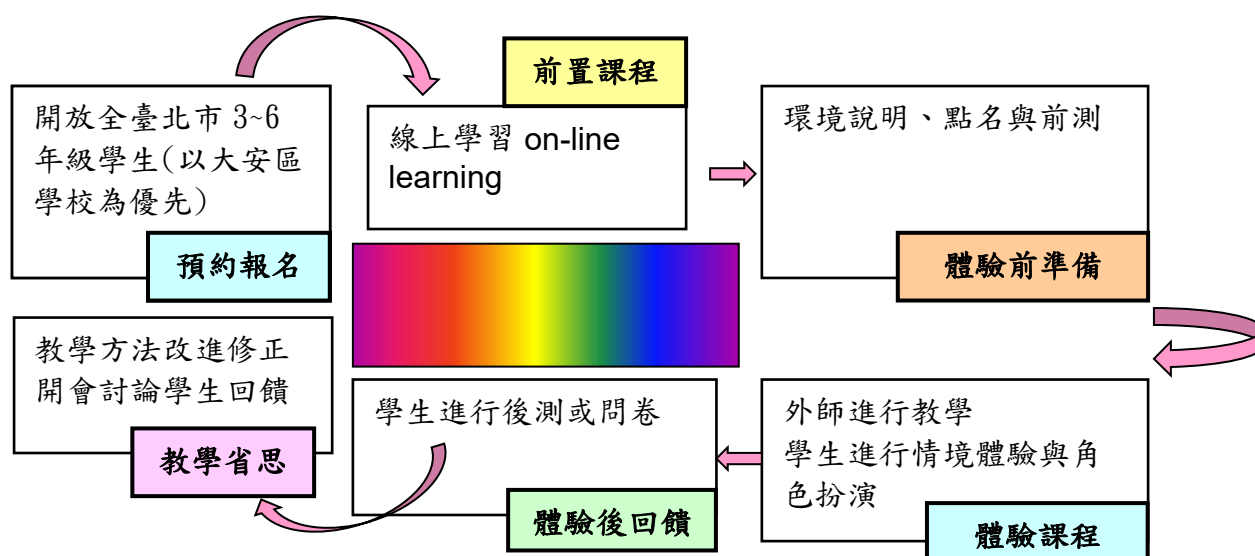 開放全臺北市 3~6
年級學生(以大安區
學校為優先)
預約報名
前置課程
線上學習 on-line
learning
環境說明、點名與前測
體驗前準備
外師進行教學
學生進行情境體驗與角
色扮演
體驗課程
學生進行後測或問卷
體驗後回饋
教學方法改進修正
開會討論學生回饋
教學省思